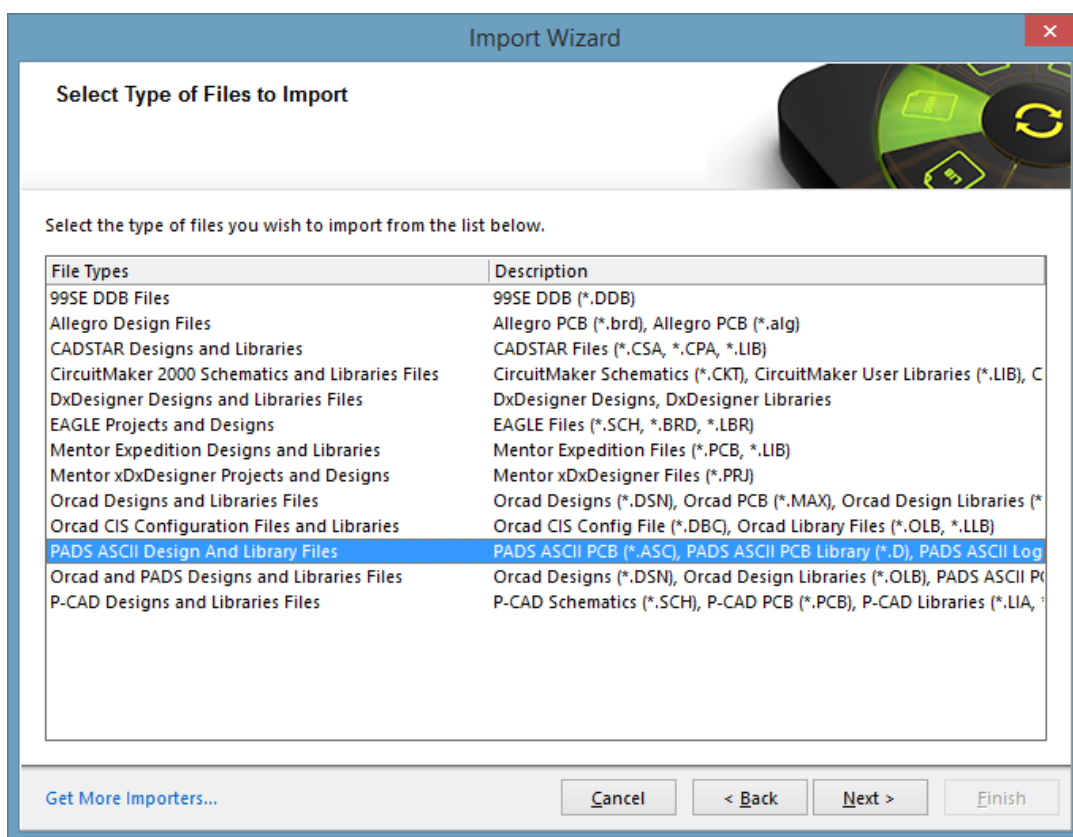 Import Wizard
Select Type of Files to Import
Select the type of files you wish to import from the list below.
File Types Description
99SE DDB Files 99SE DDB (*.DDB)
Allegro Design Files Allegro PCB (*.brd), Allegro PCB (*.alg)
CADSTAR Designs and Libraries CADSTAR Files (*.CSA, *.CPA, *.LIB)
CircuitMaker 2000 Schematics and Libraries Files CircuitMaker Schematics (*.CKT), CircuitMaker User Libraries (*.LIB), C
DxDesigner Designs and Libraries Files DxDesigner Designs, DxDesigner Libraries
EAGLE Projects and Designs EAGLE Files (*.SCH, *.BRD, *.LBR)
Mentor Expedition Designs and Libraries Mentor Expedition Files (*.PCB, *.LIB)
Mentor xDxDesigner Projects and Designs Mentor xDxDesigner Files (*.PRJ)
Orcad Designs and Libraries Files Orcad Designs (*.DSN), Orcad PCB (*.MAX), Orcad Design Libraries (*
Orcad CIS Configuration Files and Libraries Orcad CIS Config File (*.DBC), Orcad Library Files (*.OLB, *.LLB)
PADS ASCII Design And Library Files PADS ASCII PCB (*.ASC), PADS ASCII PCB Library (*.D), PADS ASCII Log
Orcad and PADS Designs and Libraries Files Orcad Designs (*.DSN), Orcad Design Libraries (*.OLB), PADS ASCII P
P-CAD Designs and Libraries Files P-CAD Schematics (*.SCH), P-CAD PCB (*.PCB), P-CAD Libraries (*.LIA,
Get More Importers... Cancel < Back Next > Finish